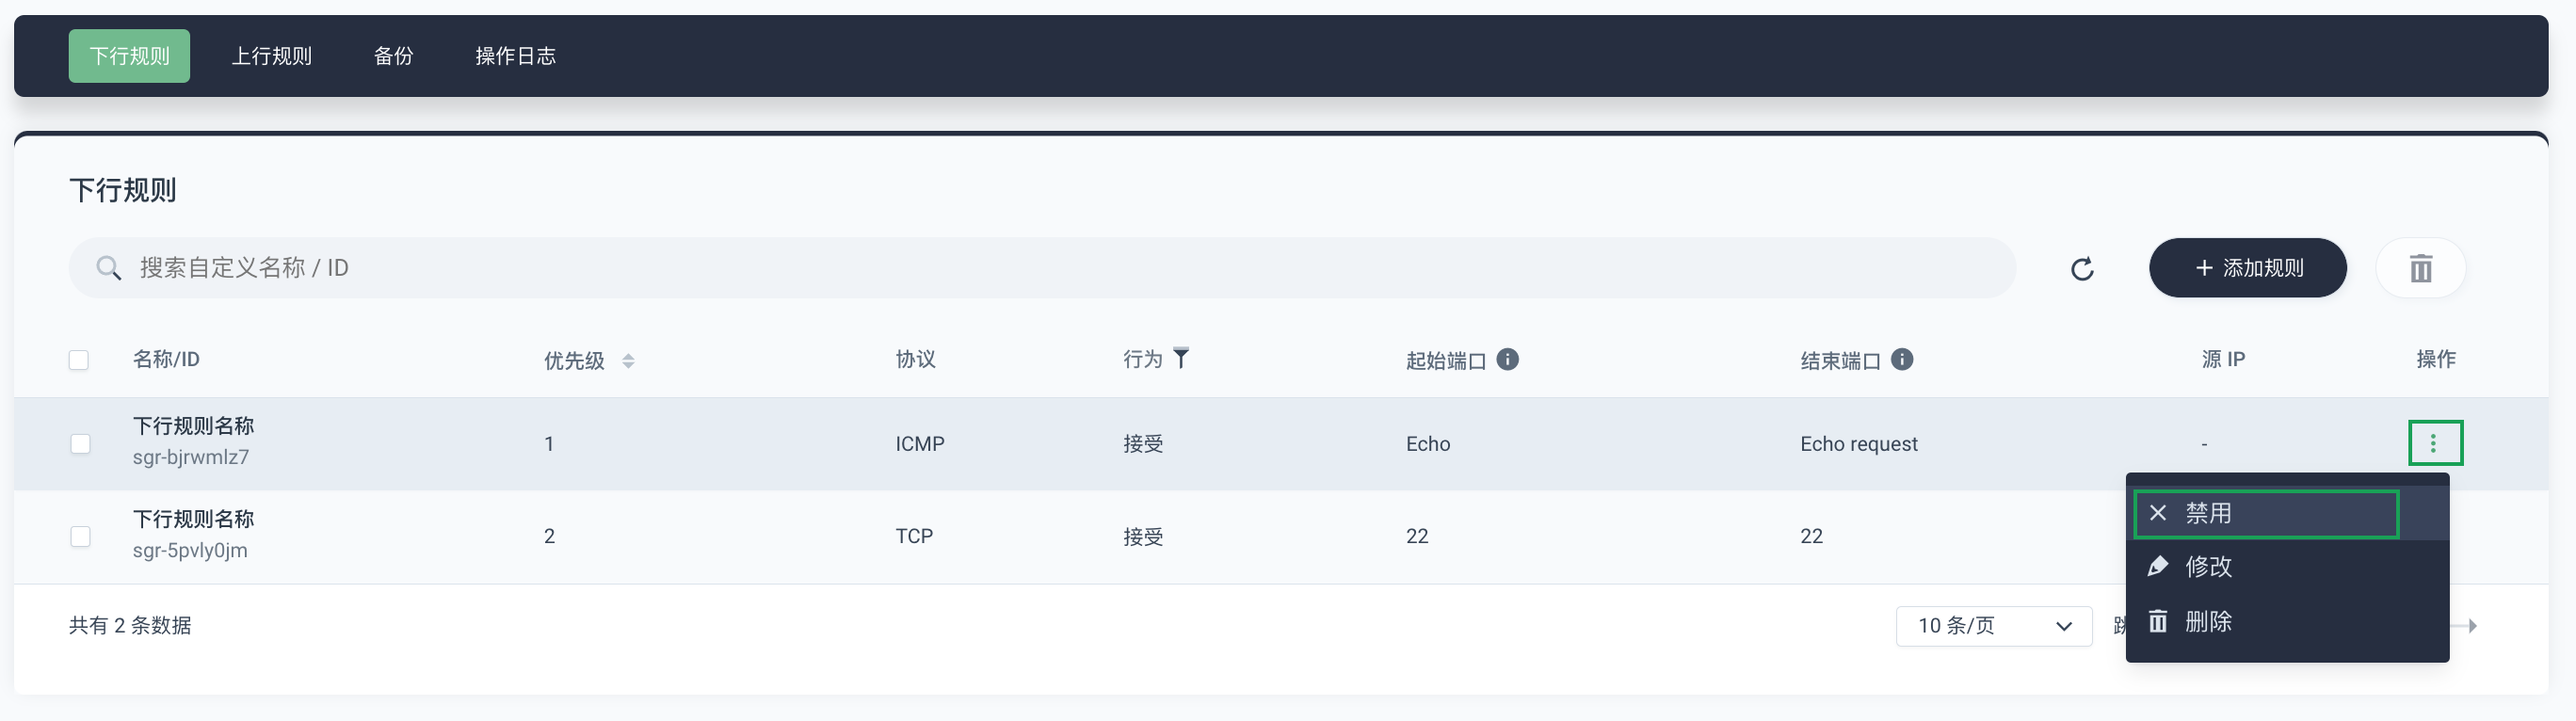 下行规则 上行规则 备份 操作日志
下行规则
搜索自定义名称 / ID
+ 添加规则
名称/ID 优先级 协议 行为 起始端口 结束端口 源 IP 操作
下行规则名称
sgr-bjrwmlz7
1 ICMP 接受 Echo Echo request -
下行规则名称
sgr-5pvly0jm
2 TCP 接受 22 22
禁用
修改
删除
共有 2 条数据 10 条/页